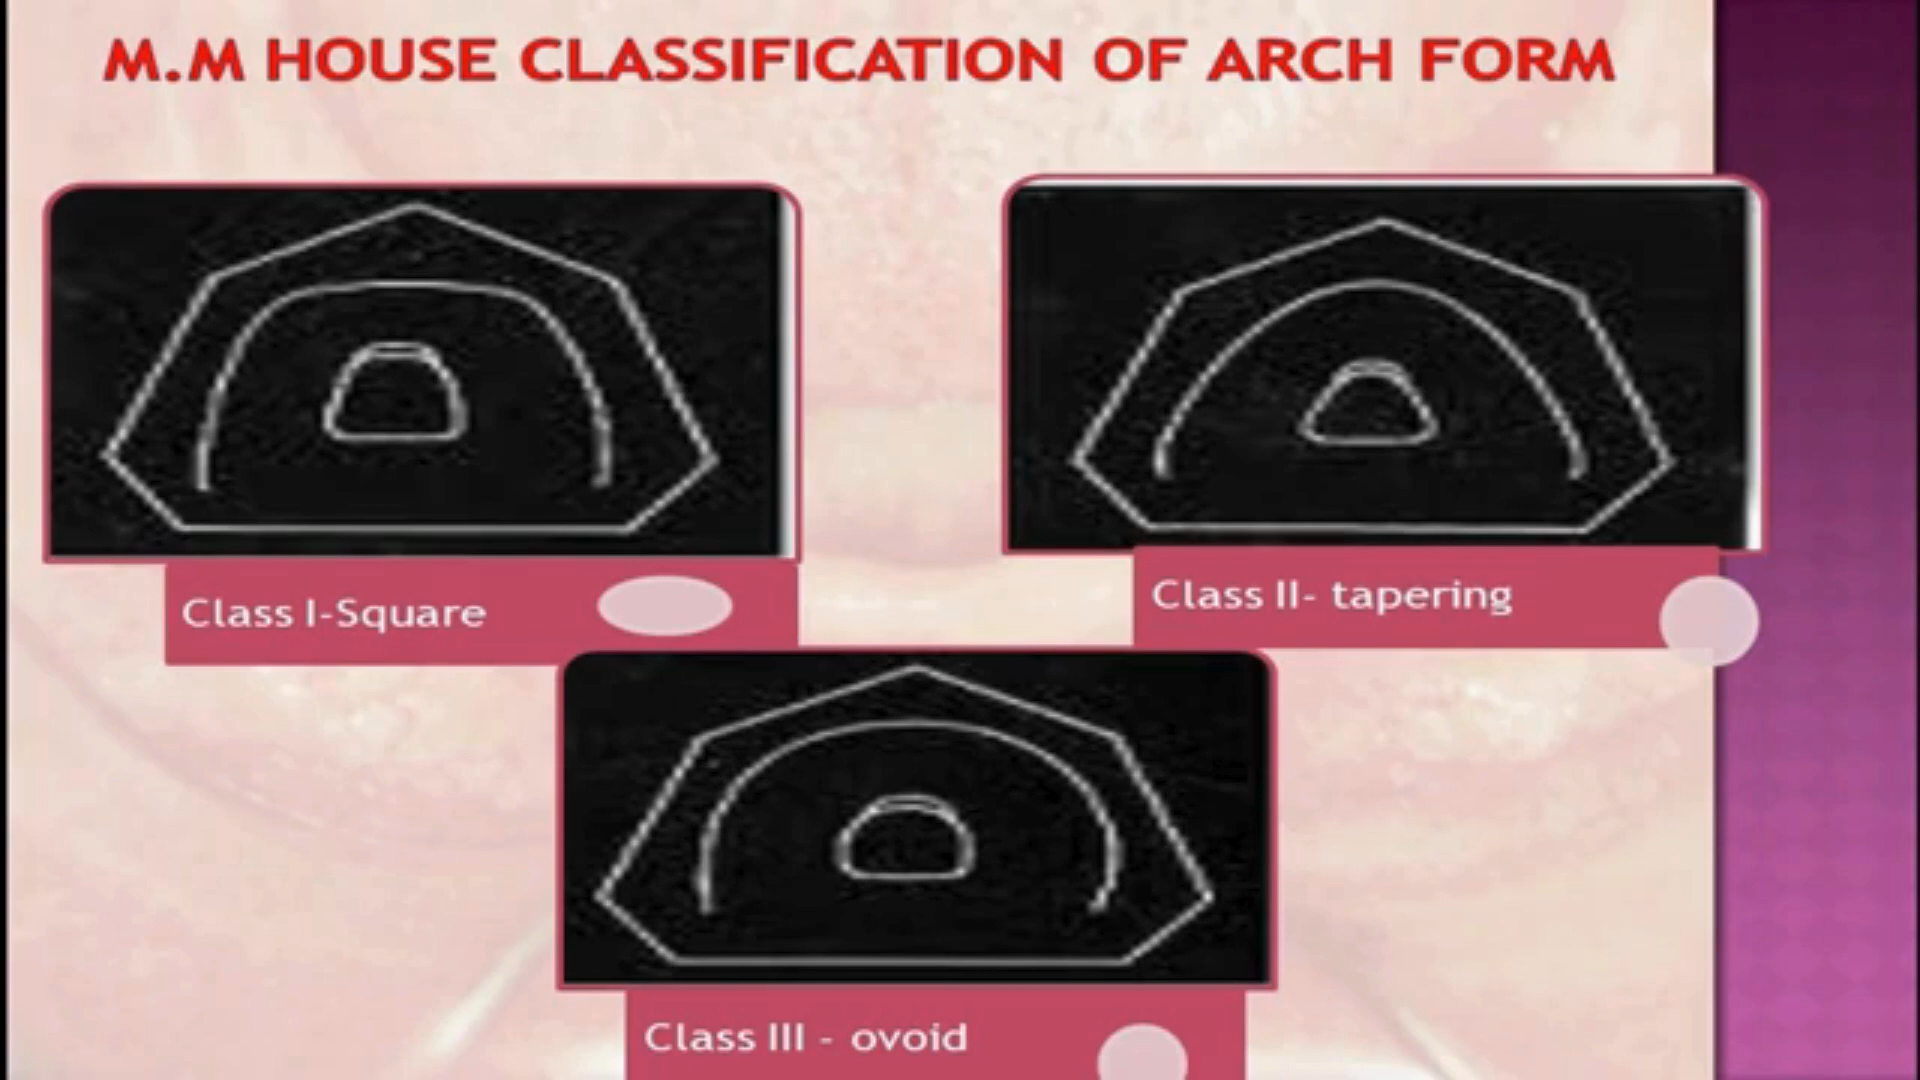 M.M HOUSE CLASSIFICATION OF ARCH FORM
Class I-Square
Class II- tapering
Class III - ovoid